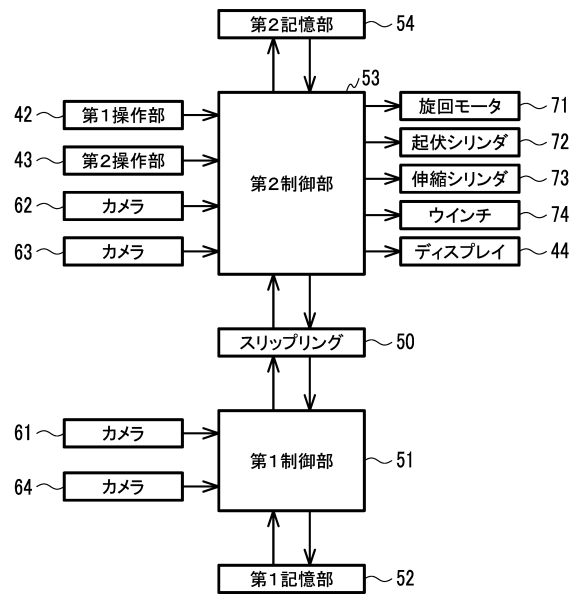 第2記憶部 54
53
42 第1操作部
旋回モータ 71
43 第2操作部
起伏シリンダ 72
第2制御部
伸縮シリンダ 73
62 カメラ
ウインチ 74
63 カメラ
ディスプレイ 44
スリップリング 50
61 カメラ
第1制御部 51
64 カメラ
第1記憶部 52